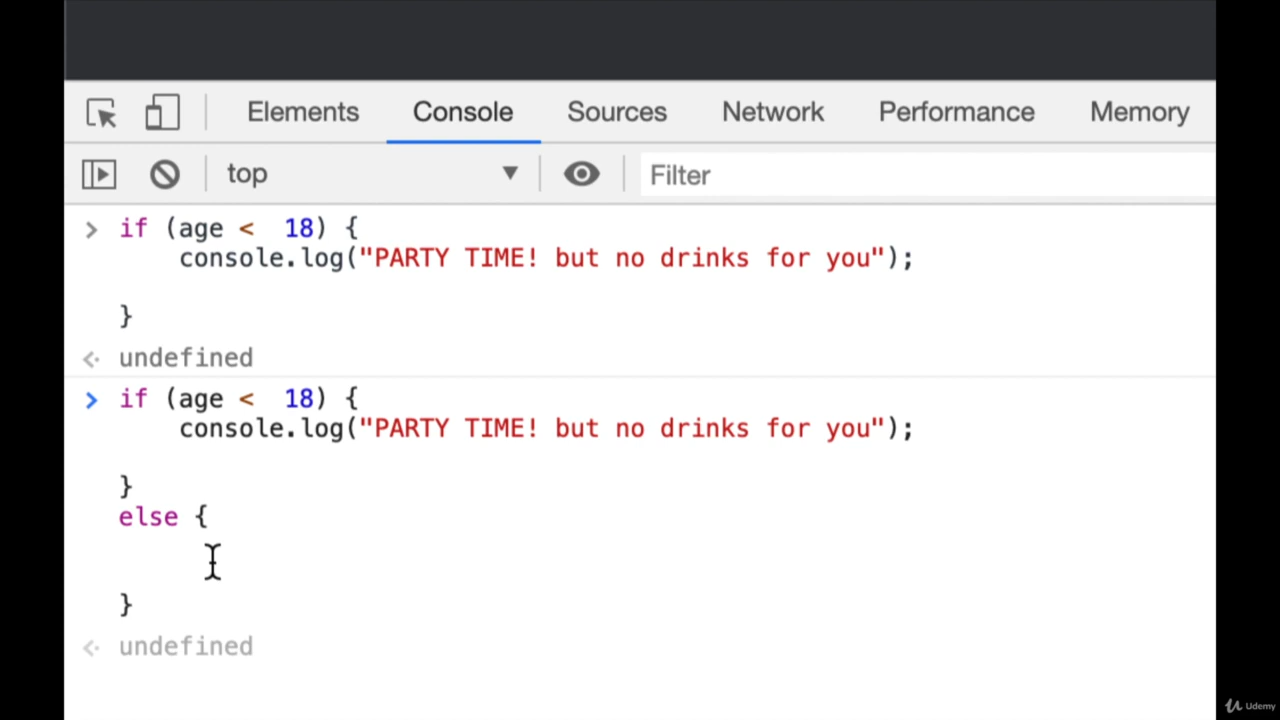 Elements Console Sources Network Performance Memory
top Filter
if (age <  18) {
    console.log("PARTY TIME! but no drinks for you");
}
undefined
if (age <  18) {
    console.log("PARTY TIME! but no drinks for you");
}
else {
}
undefined
Udemy